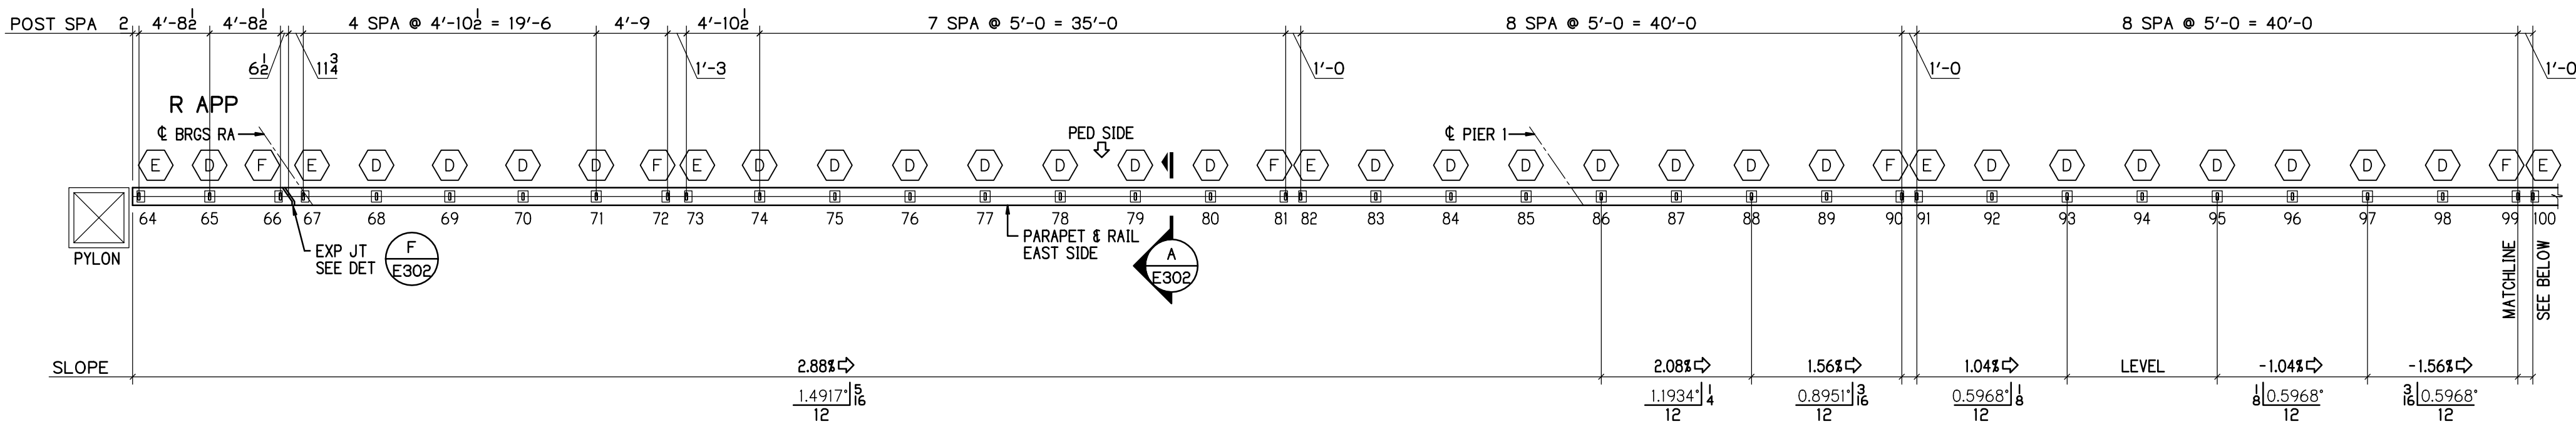 POST SPA 2 4'-8½ 4'-8½ 4 SPA @ 4'-10½ = 19'-6 4'-9 4'-10½ 7 SPA @ 5'-0 = 35'-0 8 SPA @ 5'-0 = 40'-0 8 SPA @ 5'-0 = 40'-0
6½ 11¾ 1'-3 1'-0 1'-0 1'-0
R APP
℄ BRGS RA PED SIDE ℄ PIER 1
E D F E D D D D F E D D D D D D D F E D D D D D D D F E D D D D D D D F E
64 65 66 67 68 69 70 71 72 73 74 75 76 77 78 79 80 81 82 83 84 85 86 87 88 89 90 91 92 93 94 95 96 97 98 99 100
PYLON
EXP JT
SEE DET
F
E302
PARAPET & RAIL
EAST SIDE
A
E302
MATCHLINE
SEE BELOW
SLOPE 2.88% 2.08% 1.56% 1.04% LEVEL -1.04% -1.56%
1.4917° 5/16 1.1934° 1/4 0.8951° 3/16 0.5968° 1/8 1/8 0.5968° 3/16 0.5968°
12 12 12 12 12 12